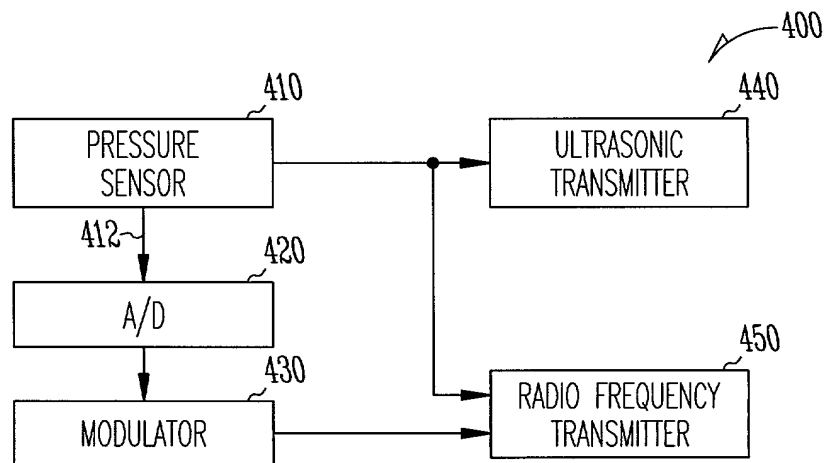 400
410
PRESSURE
SENSOR
440
ULTRASONIC
TRANSMITTER
412
420
A/D
430
MODULATOR
450
RADIO FREQUENCY
TRANSMITTER